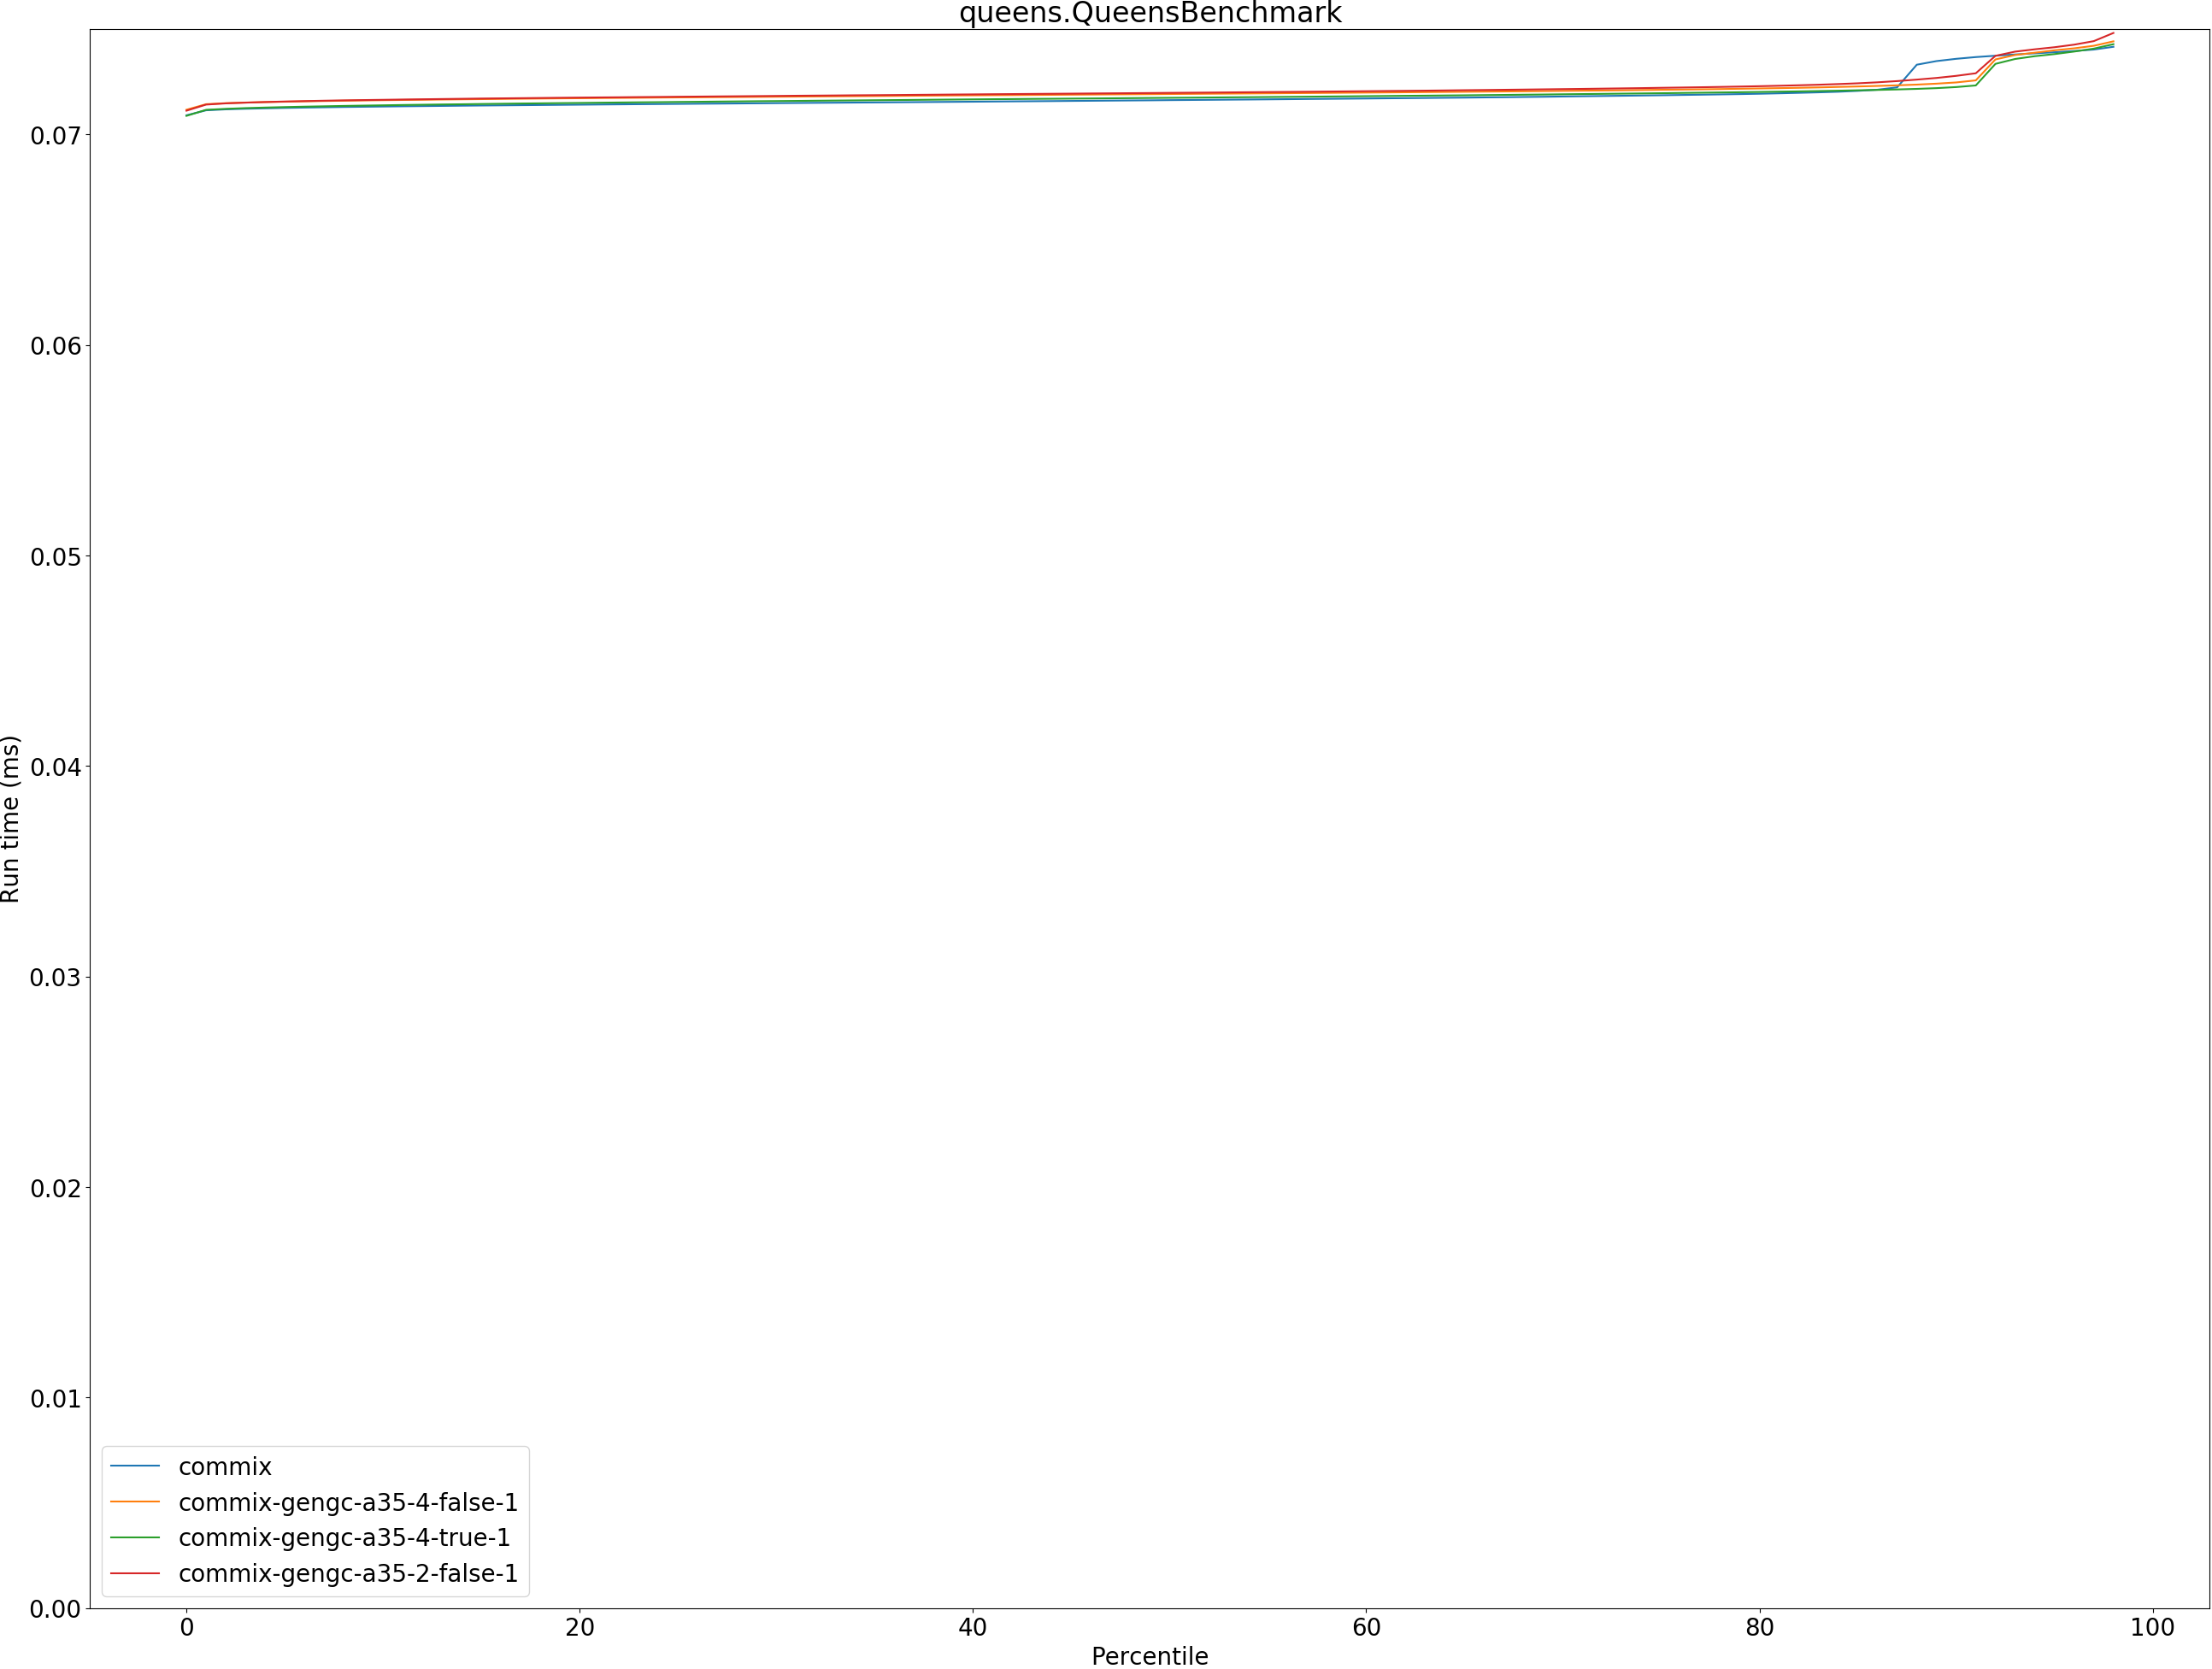 queens.QueensBenchmark
Run time (ms)
0.07
0.06
0.05
0.04
0.03
0.02
0.01
0.00
commix
commix-gengc-a35-4-false-1
commix-gengc-a35-4-true-1
commix-gengc-a35-2-false-1
0 20 40 60 80 100
Percentile